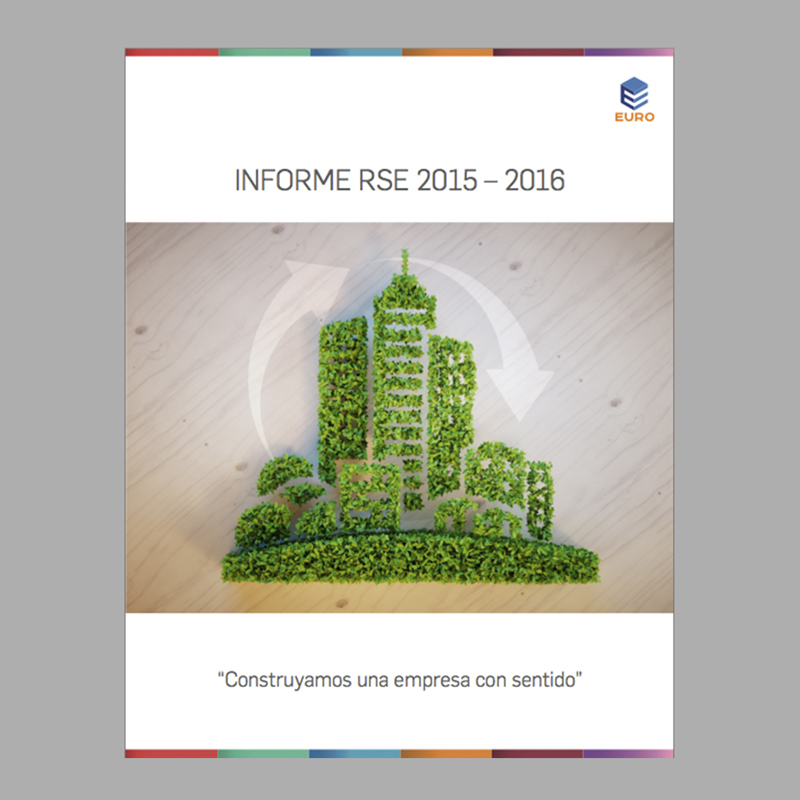 EURO
INFORME RSE 2015 – 2016
“Construyamos una empresa con sentido”